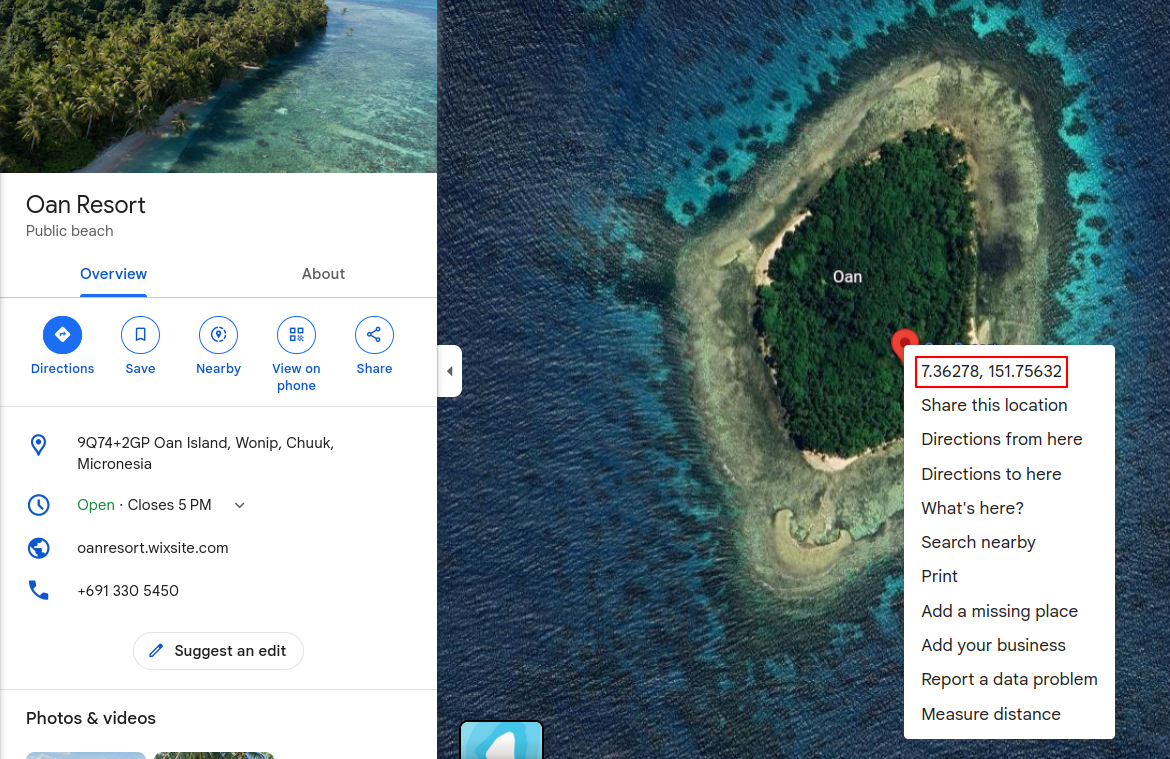 Oan Resort
Public beach
Overview
About
Directions
Save
Nearby
View on
phone
Share
9Q74+2GP Oan Island, Wonip, Chuuk,
Micronesia
Open · Closes 5 PM
oanresort.wixsite.com
+691 330 5450
Suggest an edit
Photos & videos
Oan
7.36278, 151.75632
Share this location
Directions from here
Directions to here
What's here?
Search nearby
Print
Add a missing place
Add your business
Report a data problem
Measure distance